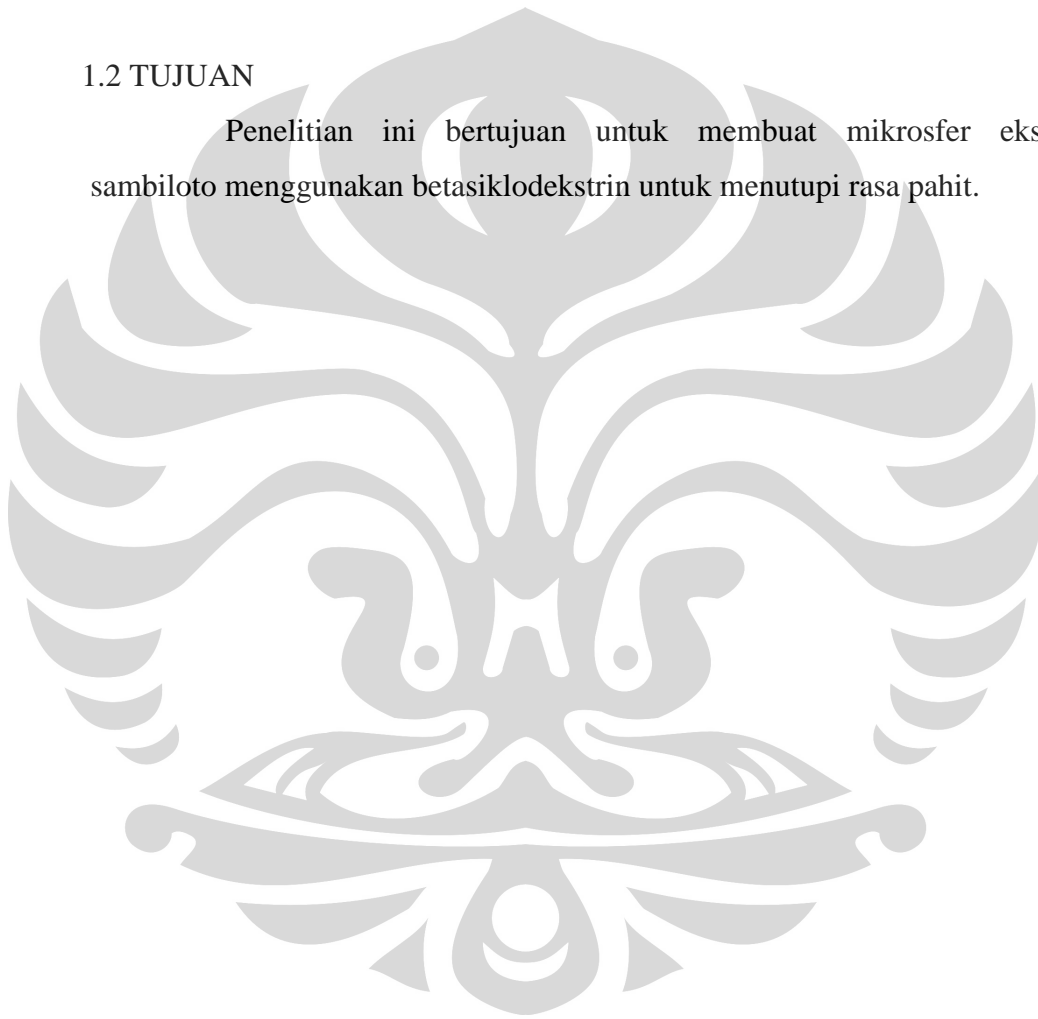 1.2 TUJUAN
Penelitian ini bertujuan untuk membuat mikrosfer eks
sambiloto menggunakan betasiklodekstrin untuk menutupi rasa pahit.